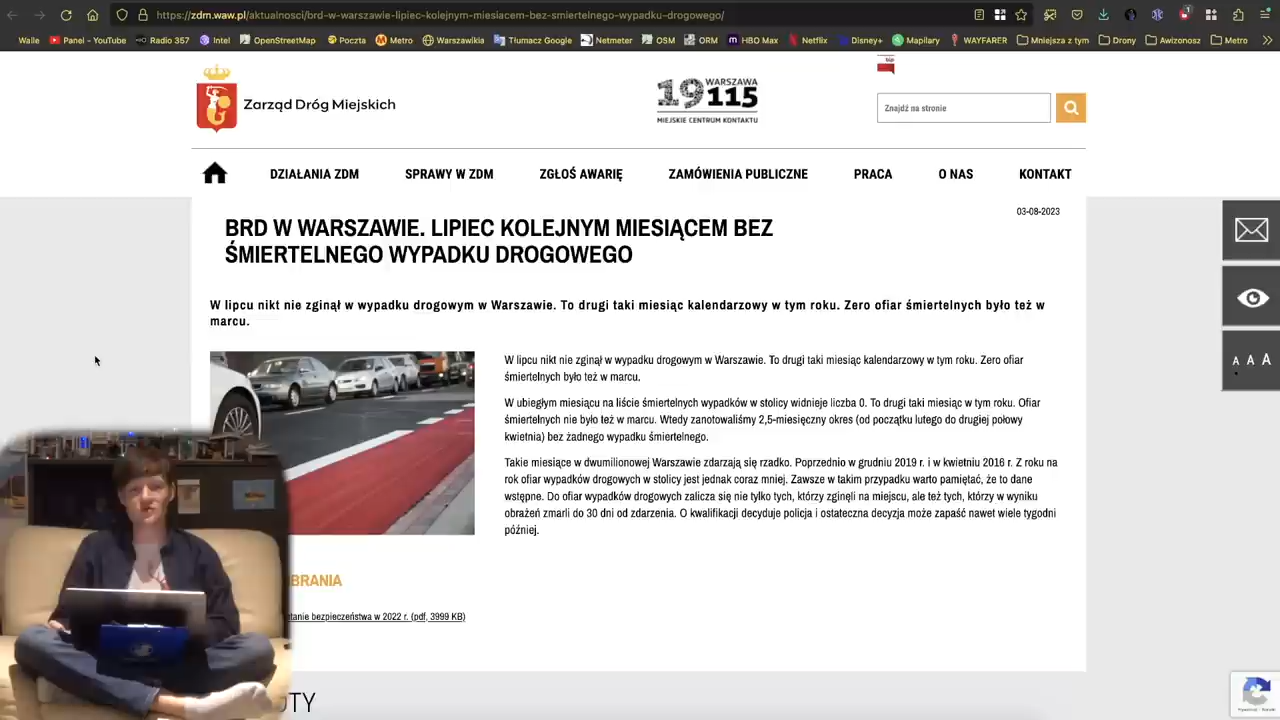 https://zdm.waw.pl/aktualnosci/brd-w-warszawie-lipiec-kolejnym-miesiacem-bez-smiertelnego-wypadku-drogowego/
Walle
Panel - YouTube
Radio 357
Intel
OpenStreetMap
Poczta
Metro
Warszawikia
Tłumacz Google
Netmeter
OSM
ORM
HBO Max
Netflix
Disney+
Mapilary
WAYFARER
Mieszkania z tym
Drony
Awizonosz
Metro
bip
Zarząd Dróg Miejskich
WARSZAWA
19115
MIEJSKIE CENTRUM KONTAKTU
Znajdź na stronie
DZIAŁANIA ZDM
SPRAWY W ZDM
ZGŁOŚ AWARIĘ
ZAMÓWIENIA PUBLICZNE
PRACA
O NAS
KONTAKT
03-08-2023
BRD W WARSZAWIE. LIPIEC KOLEJNYM MIESIĄCEM BEZ
ŚMIERTELNEGO WYPADKU DROGOWEGO
W lipcu nikt nie zginął w wypadku drogowym w Warszawie. To drugi taki miesiąc kalendarzowy w tym roku. Zero ofiar śmiertelnych było też w
marcu.
A A A
W lipcu nikt nie zginął w wypadku drogowym w Warszawie. To drugi taki miesiąc kalendarzowy w tym roku. Zero ofiar
śmiertelnych było też w marcu.
W ubiegłym miesiącu na liście śmiertelnych wypadków w stolicy widnieje liczba 0. To drugi taki miesiąc w tym roku. Ofiar
śmiertelnych nie było też w marcu. Wtedy zanotowaliśmy 2,5-miesięczny okres (od początku lutego do drugiej połowy
kwietnia) bez żadnego wypadku śmiertelnego.
Takie miesiące w dwumilionowej Warszawie zdarzają się rzadko. Poprzednio w grudniu 2019 r. i w kwietniu 2016 r. Z roku na
rok ofiar wypadków drogowych w stolicy jest jednak coraz mniej. Zawsze w takim przypadku warto pamiętać, że to dane
wstępne. Do ofiar wypadków drogowych zalicza się nie tylko tych, którzy zginęli na miejscu, ale też tych, którzy w wyniku
obrażeń zmarli do 30 dni od zdarzenia. O kwalifikacji decyduje policja i ostateczna decyzja może zapaść nawet wiele tygodni
później.
BRANIA
tanie bezpieczeństwa w 2022 r. (pdf, 3999 KB)
OTY